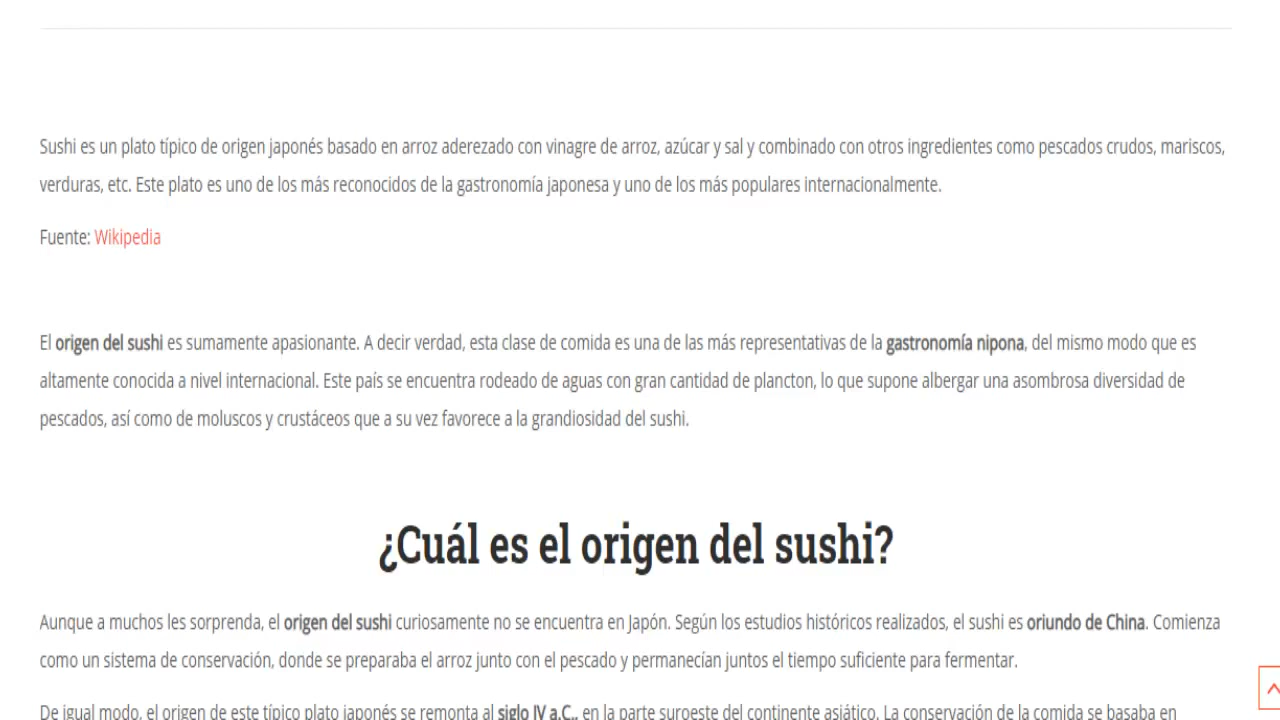 Sushi es un plato típico de origen japonés basado en arroz aderezado con vinagre de arroz, azúcar y sal y combinado con otros ingredientes como pescados crudos, mariscos,
verduras, etc. Este plato es uno de los más reconocidos de la gastronomía japonesa y uno de los más populares internacionalmente.
Fuente: Wikipedia
El origen del sushi es sumamente apasionante. A decir verdad, esta clase de comida es una de las más representativas de la gastronomía nipona, del mismo modo que es
altamente conocida a nivel internacional. Este país se encuentra rodeado de aguas con gran cantidad de plancton, lo que supone albergar una asombrosa diversidad de
pescados, así como de moluscos y crustáceos que a su vez favorece a la grandiosidad del sushi.
¿Cuál es el origen del sushi?
Aunque a muchos les sorprenda, el origen del sushi curiosamente no se encuentra en Japón. Según los estudios históricos realizados, el sushi es oriundo de China. Comienza
como un sistema de conservación, donde se preparaba el arroz junto con el pescado y permanecían juntos el tiempo suficiente para fermentar.
De igual modo, el origen de este típico plato japonés se remonta al siglo IV a.C., en la parte suroeste del continente asiático. La conservación de la comida se basaba en